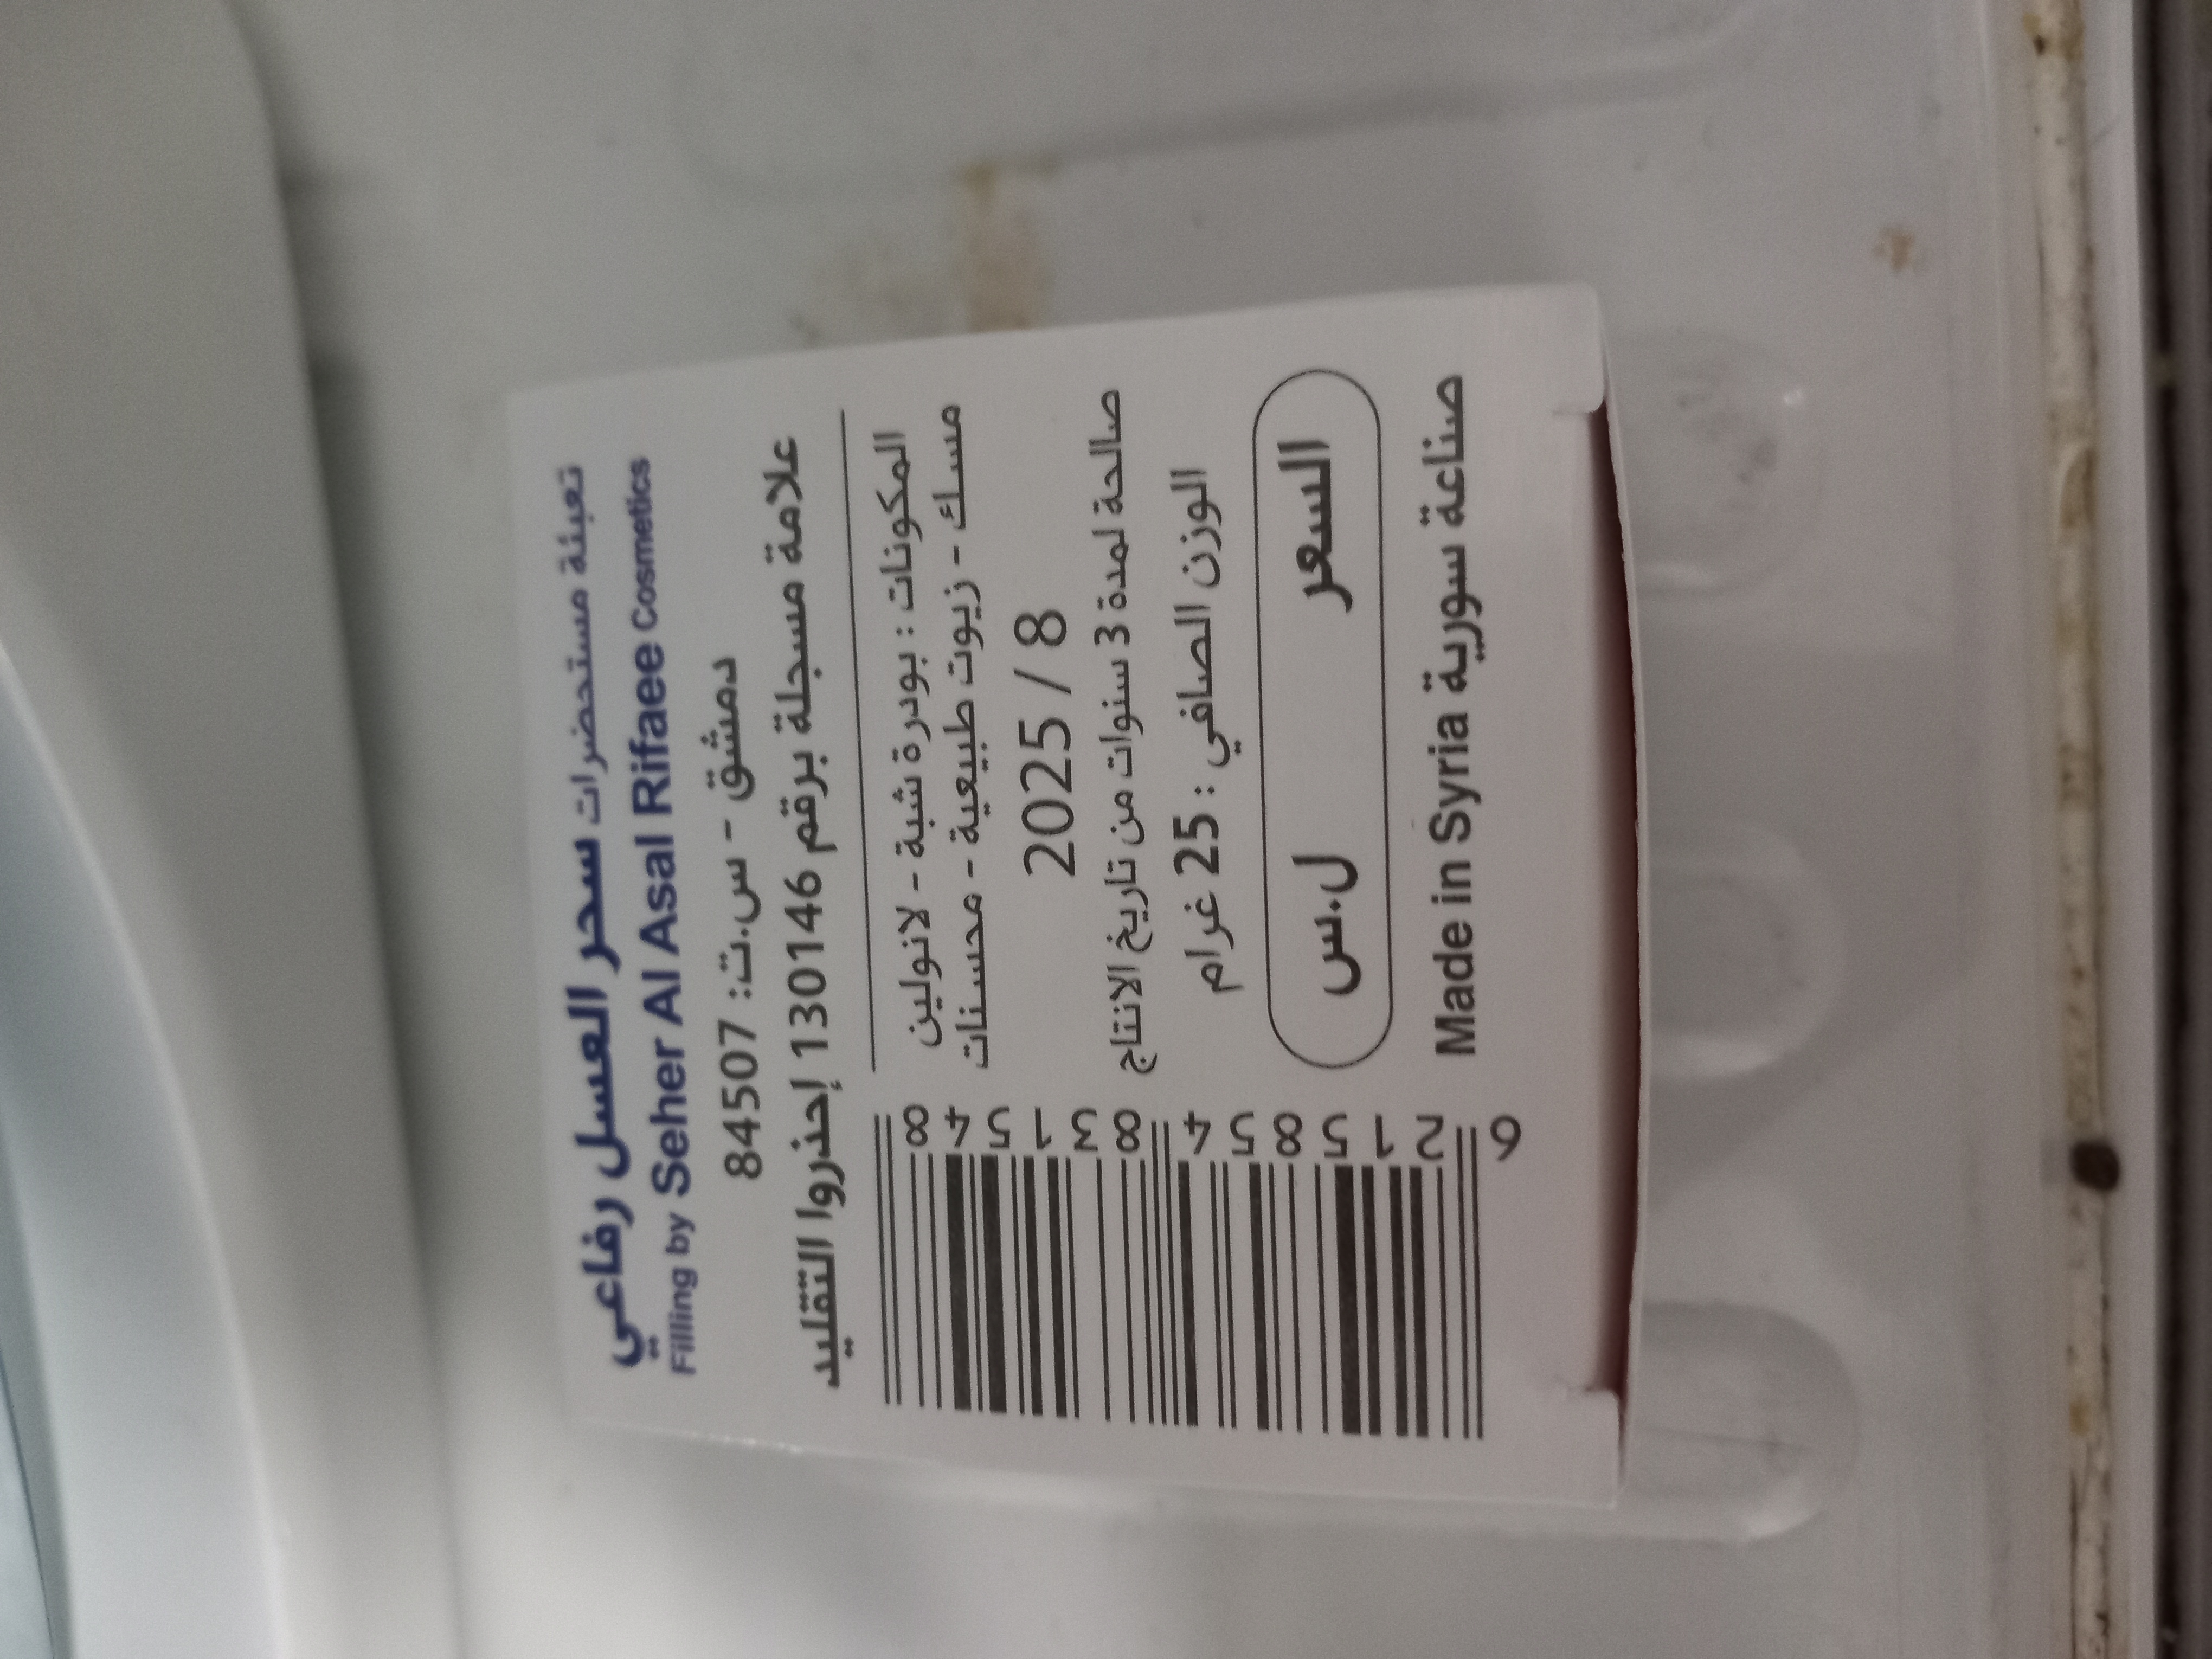 تعبئة مستحضرات سحر العسل رفاعي
Filling by Seher Al Asal Rifaee Cosmetics
دمشق - س.ت: 84507
علامة مسجلة برقم 130146 إحذروا التقليد
المكونات : بودرة شبة - لانولين
مسك - زيوت طبيعية - محسنات
2025 / 8
صالحة لمدة 3 سنوات من تاريخ الانتاج
الوزن الصافي : 25 غرام
السعر ل.س
Made in Syria صناعة سورية
6 215854 831548